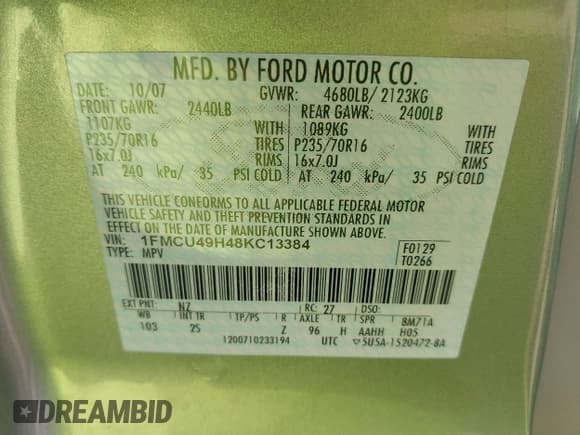 MFD. BY FORD MOTOR CO.
DATE: 10/07 GVWR: 4680LB/ 2123KG
FRONT GAWR: 2440LB REAR GAWR: 2400LB
1107KG WITH 1089KG WITH
P235/70R16 TIRES P235/70R16 TIRES
16x7.0J RIMS 16x7.0J RIMS
AT 240 kPa/ 35 PSI COLD AT 240 kPa/ 35 PSI COLD
THIS VEHICLE CONFORMS TO ALL APPLICABLE FEDERAL MOTOR
VEHICLE SAFETY AND THEFT PREVENTION STANDARDS IN
EFFECT ON THE DATE OF MANUFACTURE SHOWN ABOVE.
VIN: 1FMCU49H48KC13384 F0129
TYPE: MPV T0266
EXT PNT: NZ RC: 27 DSO:
WB INT TR TP/PS R AXLE TR SPR 8M71A
103 2S Z 96 H AAHH H05
1200710233194 UTC ▽5U5A-1520472-BA
DREAMBID